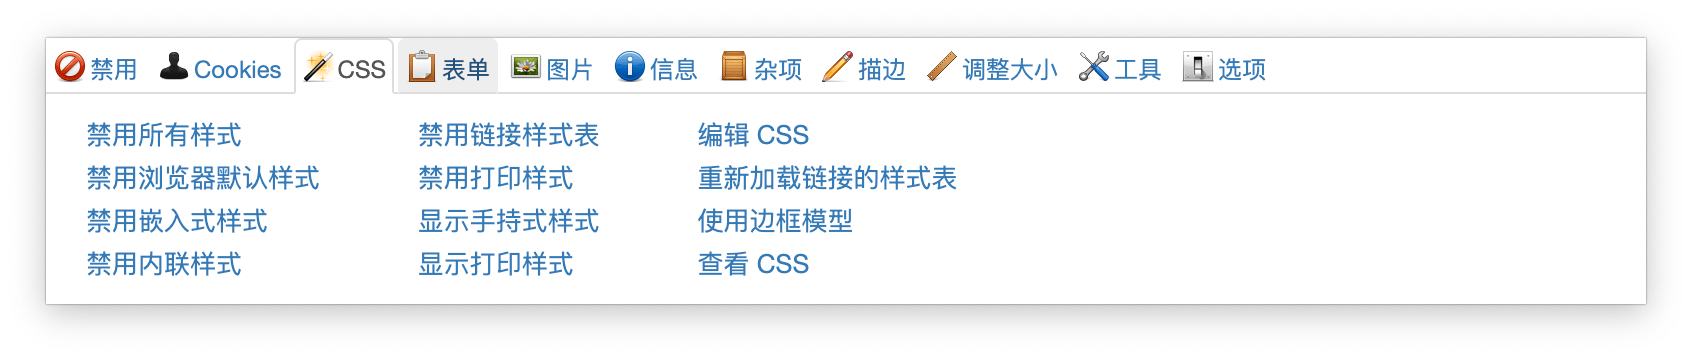 禁用 Cookies CSS 表单 图片 信息 杂项 描边 调整大小 工具 选项
禁用所有样式 禁用链接样式表 编辑 CSS
禁用浏览器默认样式 禁用打印样式 重新加载链接的样式表
禁用嵌入式样式 显示手持式样式 使用边框模型
禁用内联样式 显示打印样式 查看 CSS